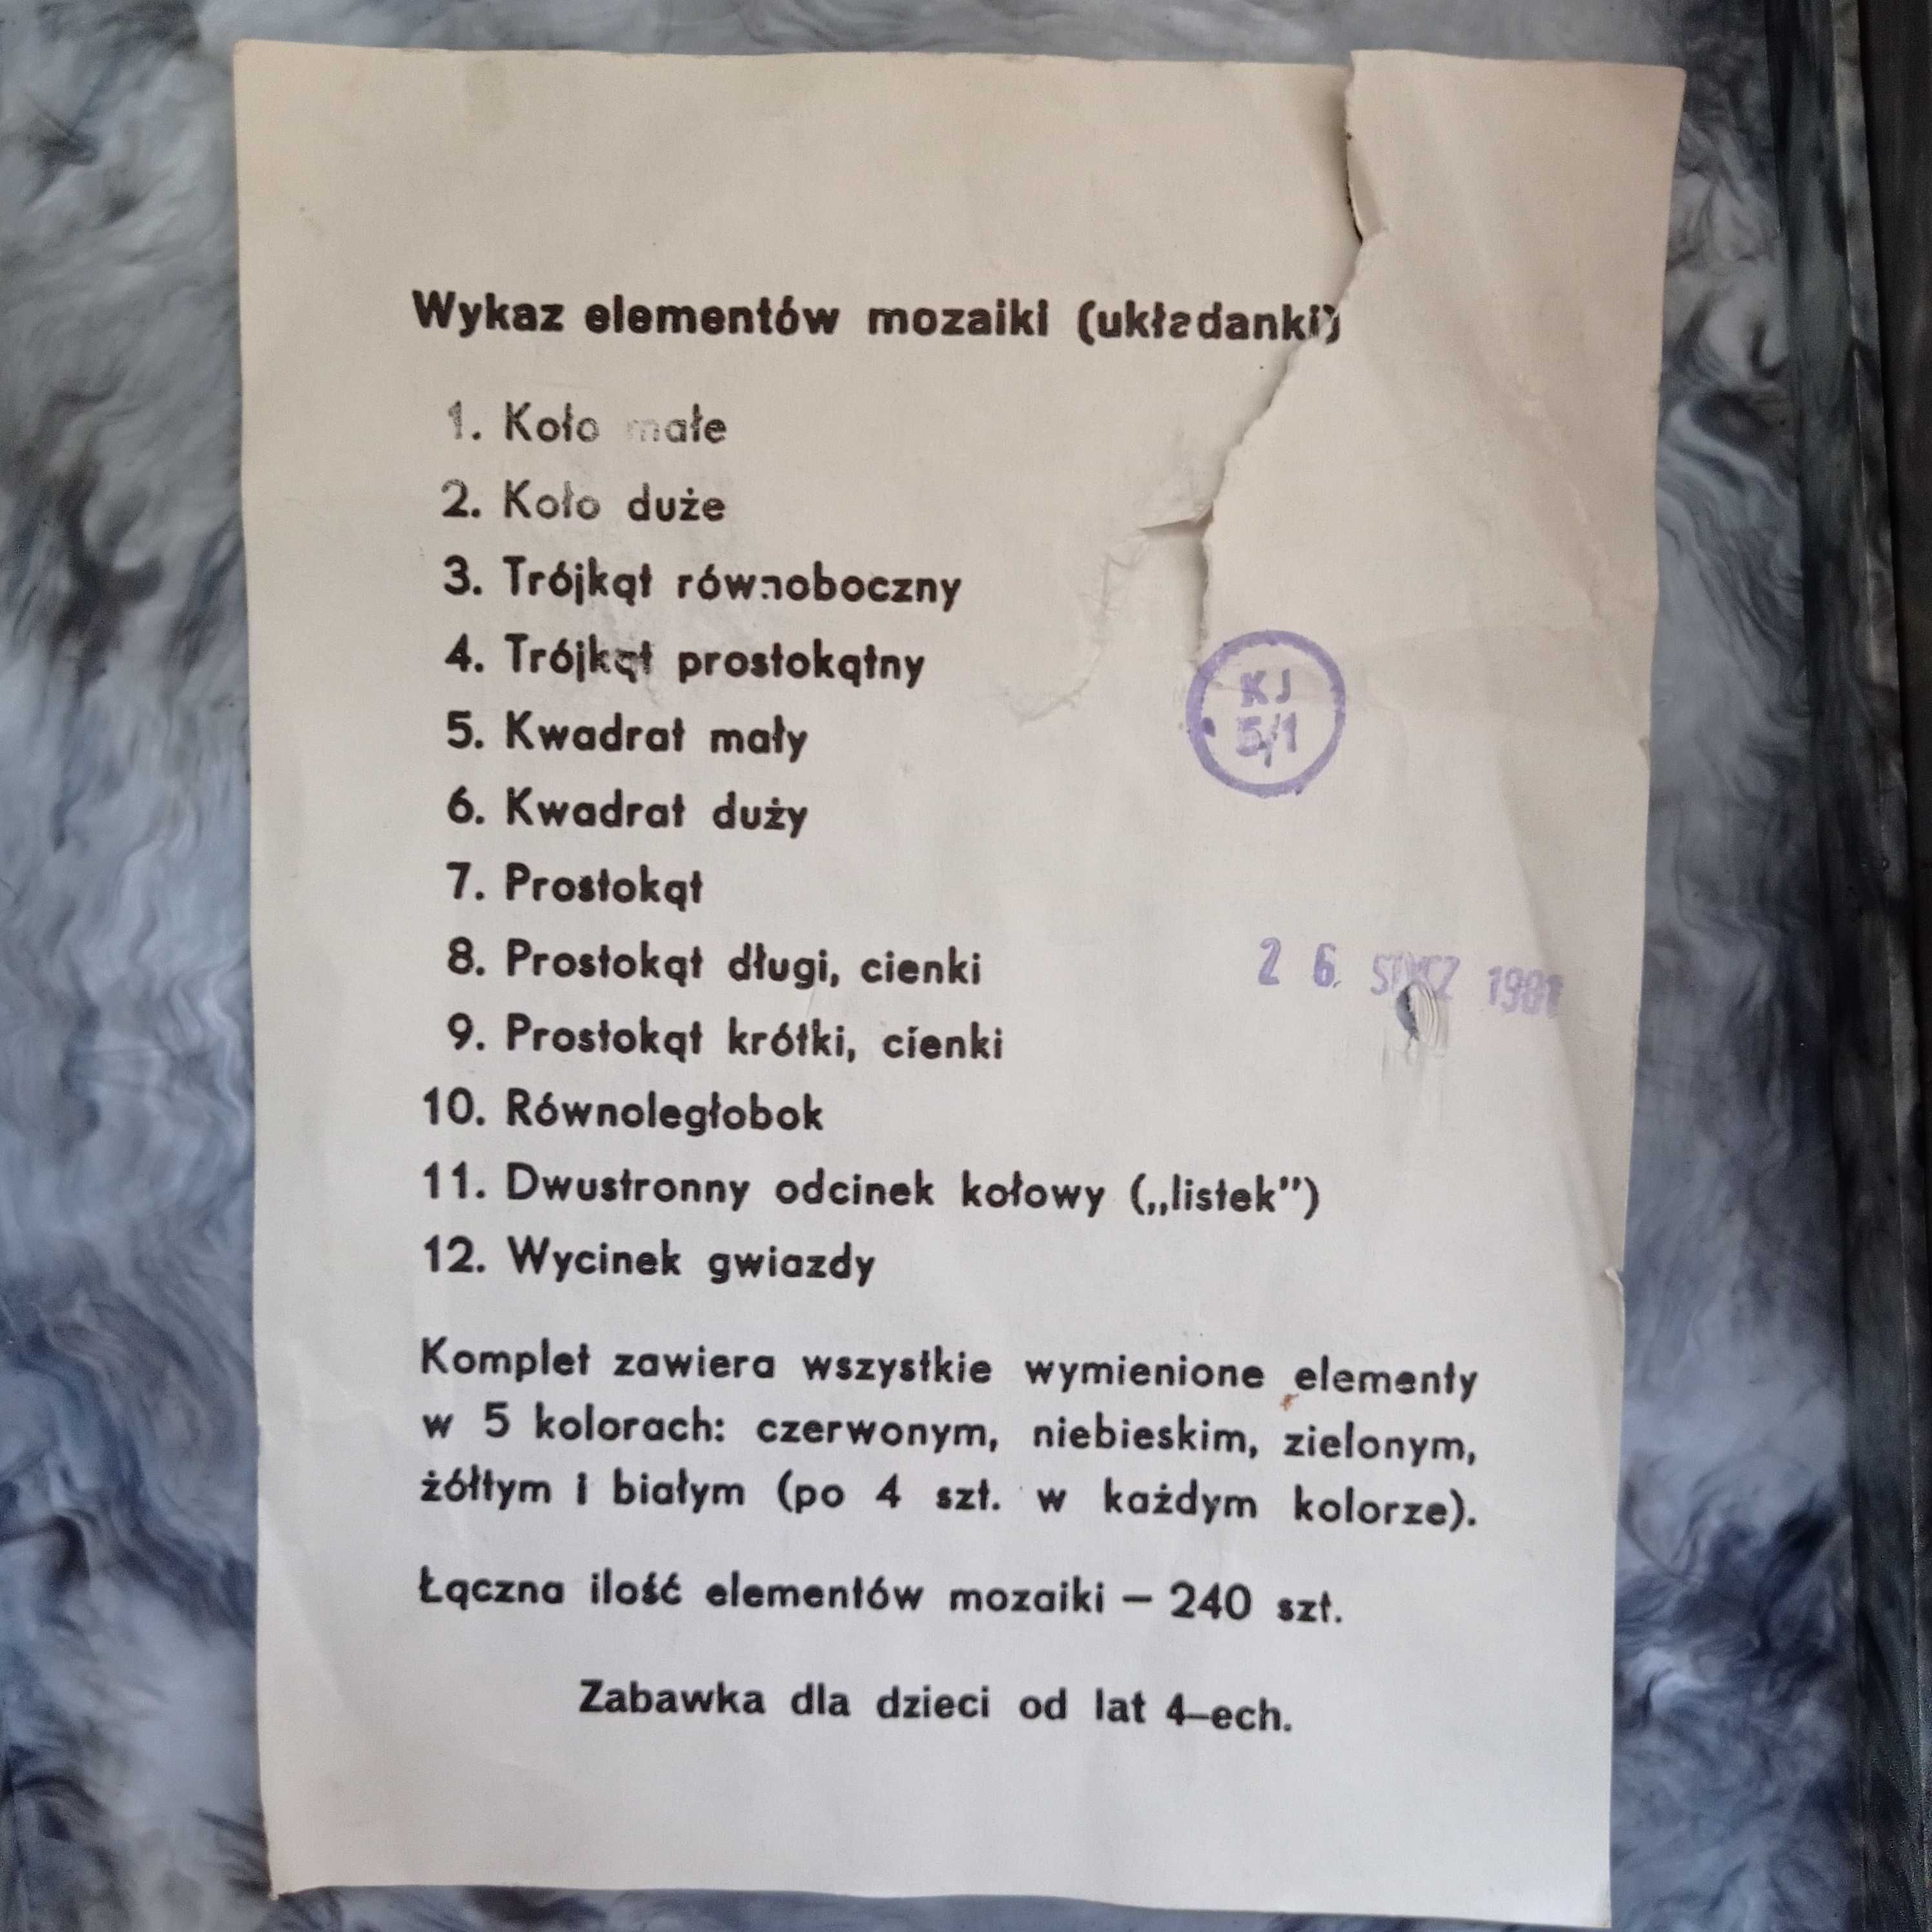 Wykaz elementów mozaiki (układanki)
1. Koło małe
2. Koło duże
3. Trójkąt równoboczny
4. Trójkąt prostokątny
KJ
5/1
5. Kwadrat mały
6. Kwadrat duży
7. Prostokąt
8. Prostokąt długi, cienki
26. STYCZ 1981
9. Prostokąt krótki, cienki
10. Równoległobok
11. Dwustronny odcinek kołowy („listek”)
12. Wycinek gwiazdy
Komplet zawiera wszystkie wymienione elementy
w 5 kolorach: czerwonym, niebieskim, zielonym,
żółtym i białym (po 4 szt. w każdym kolorze).
Łączna ilość elementów mozaiki – 240 szt.
Zabawka dla dzieci od lat 4–ech.